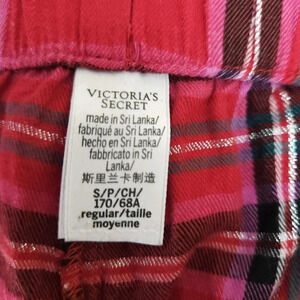 VICTORIA'S
SECRET
made in Sri Lanka/
fabriqué au Sri Lanka/
hecho en Sri Lanka/
fabbricato in Sri
Lanka/
斯里兰卡制造
S/P/CH/
170/68A
regular/taille
moyenne